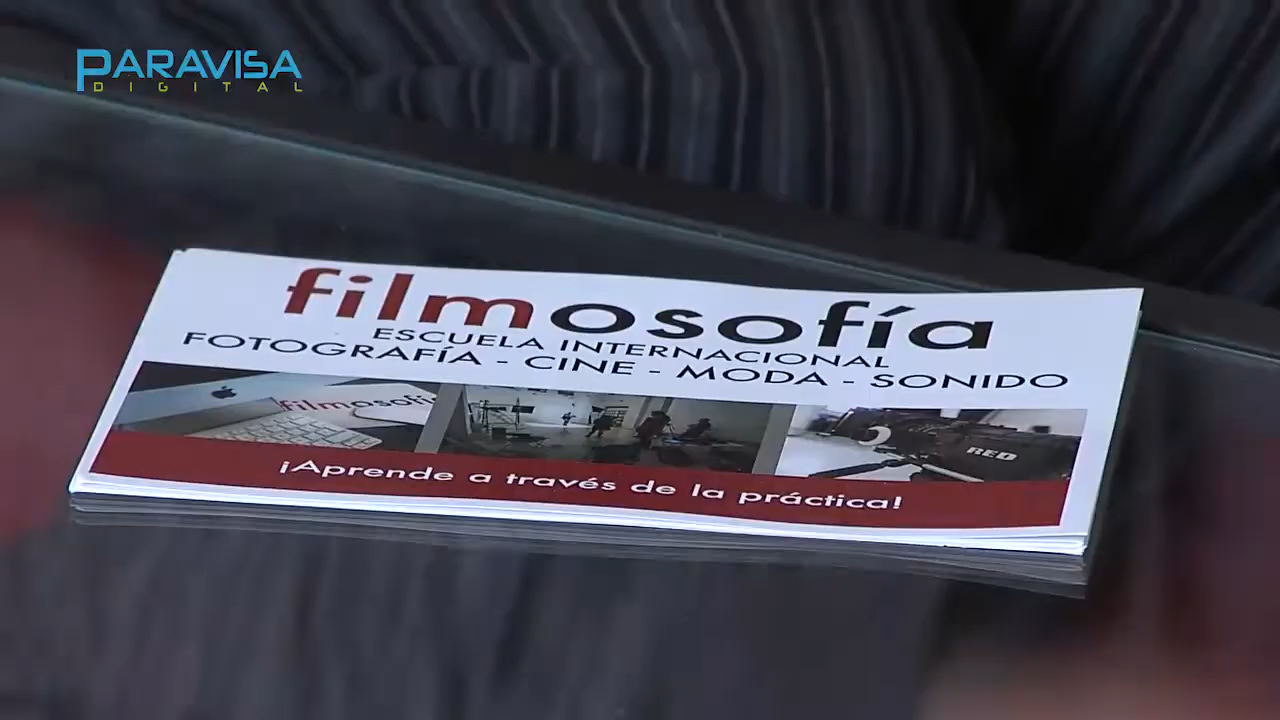 PARAVISA
DIGITAL
filmosofía
ESCUELA INTERNACIONAL
FOTOGRAFÍA - CINE - MODA - SONIDO
filmosofía
RED
¡Aprende a través de la práctica!